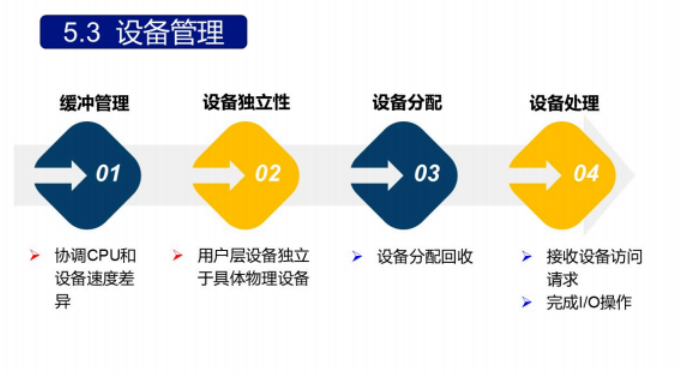 5.3 设备管理
缓冲管理
设备独立性
设备分配
设备处理
01
02
03
04
协调CPU和
设备速度差
异
用户层设备独立
于具体物理设备
设备分配回收
接收设备访问
请求
完成I/O操作